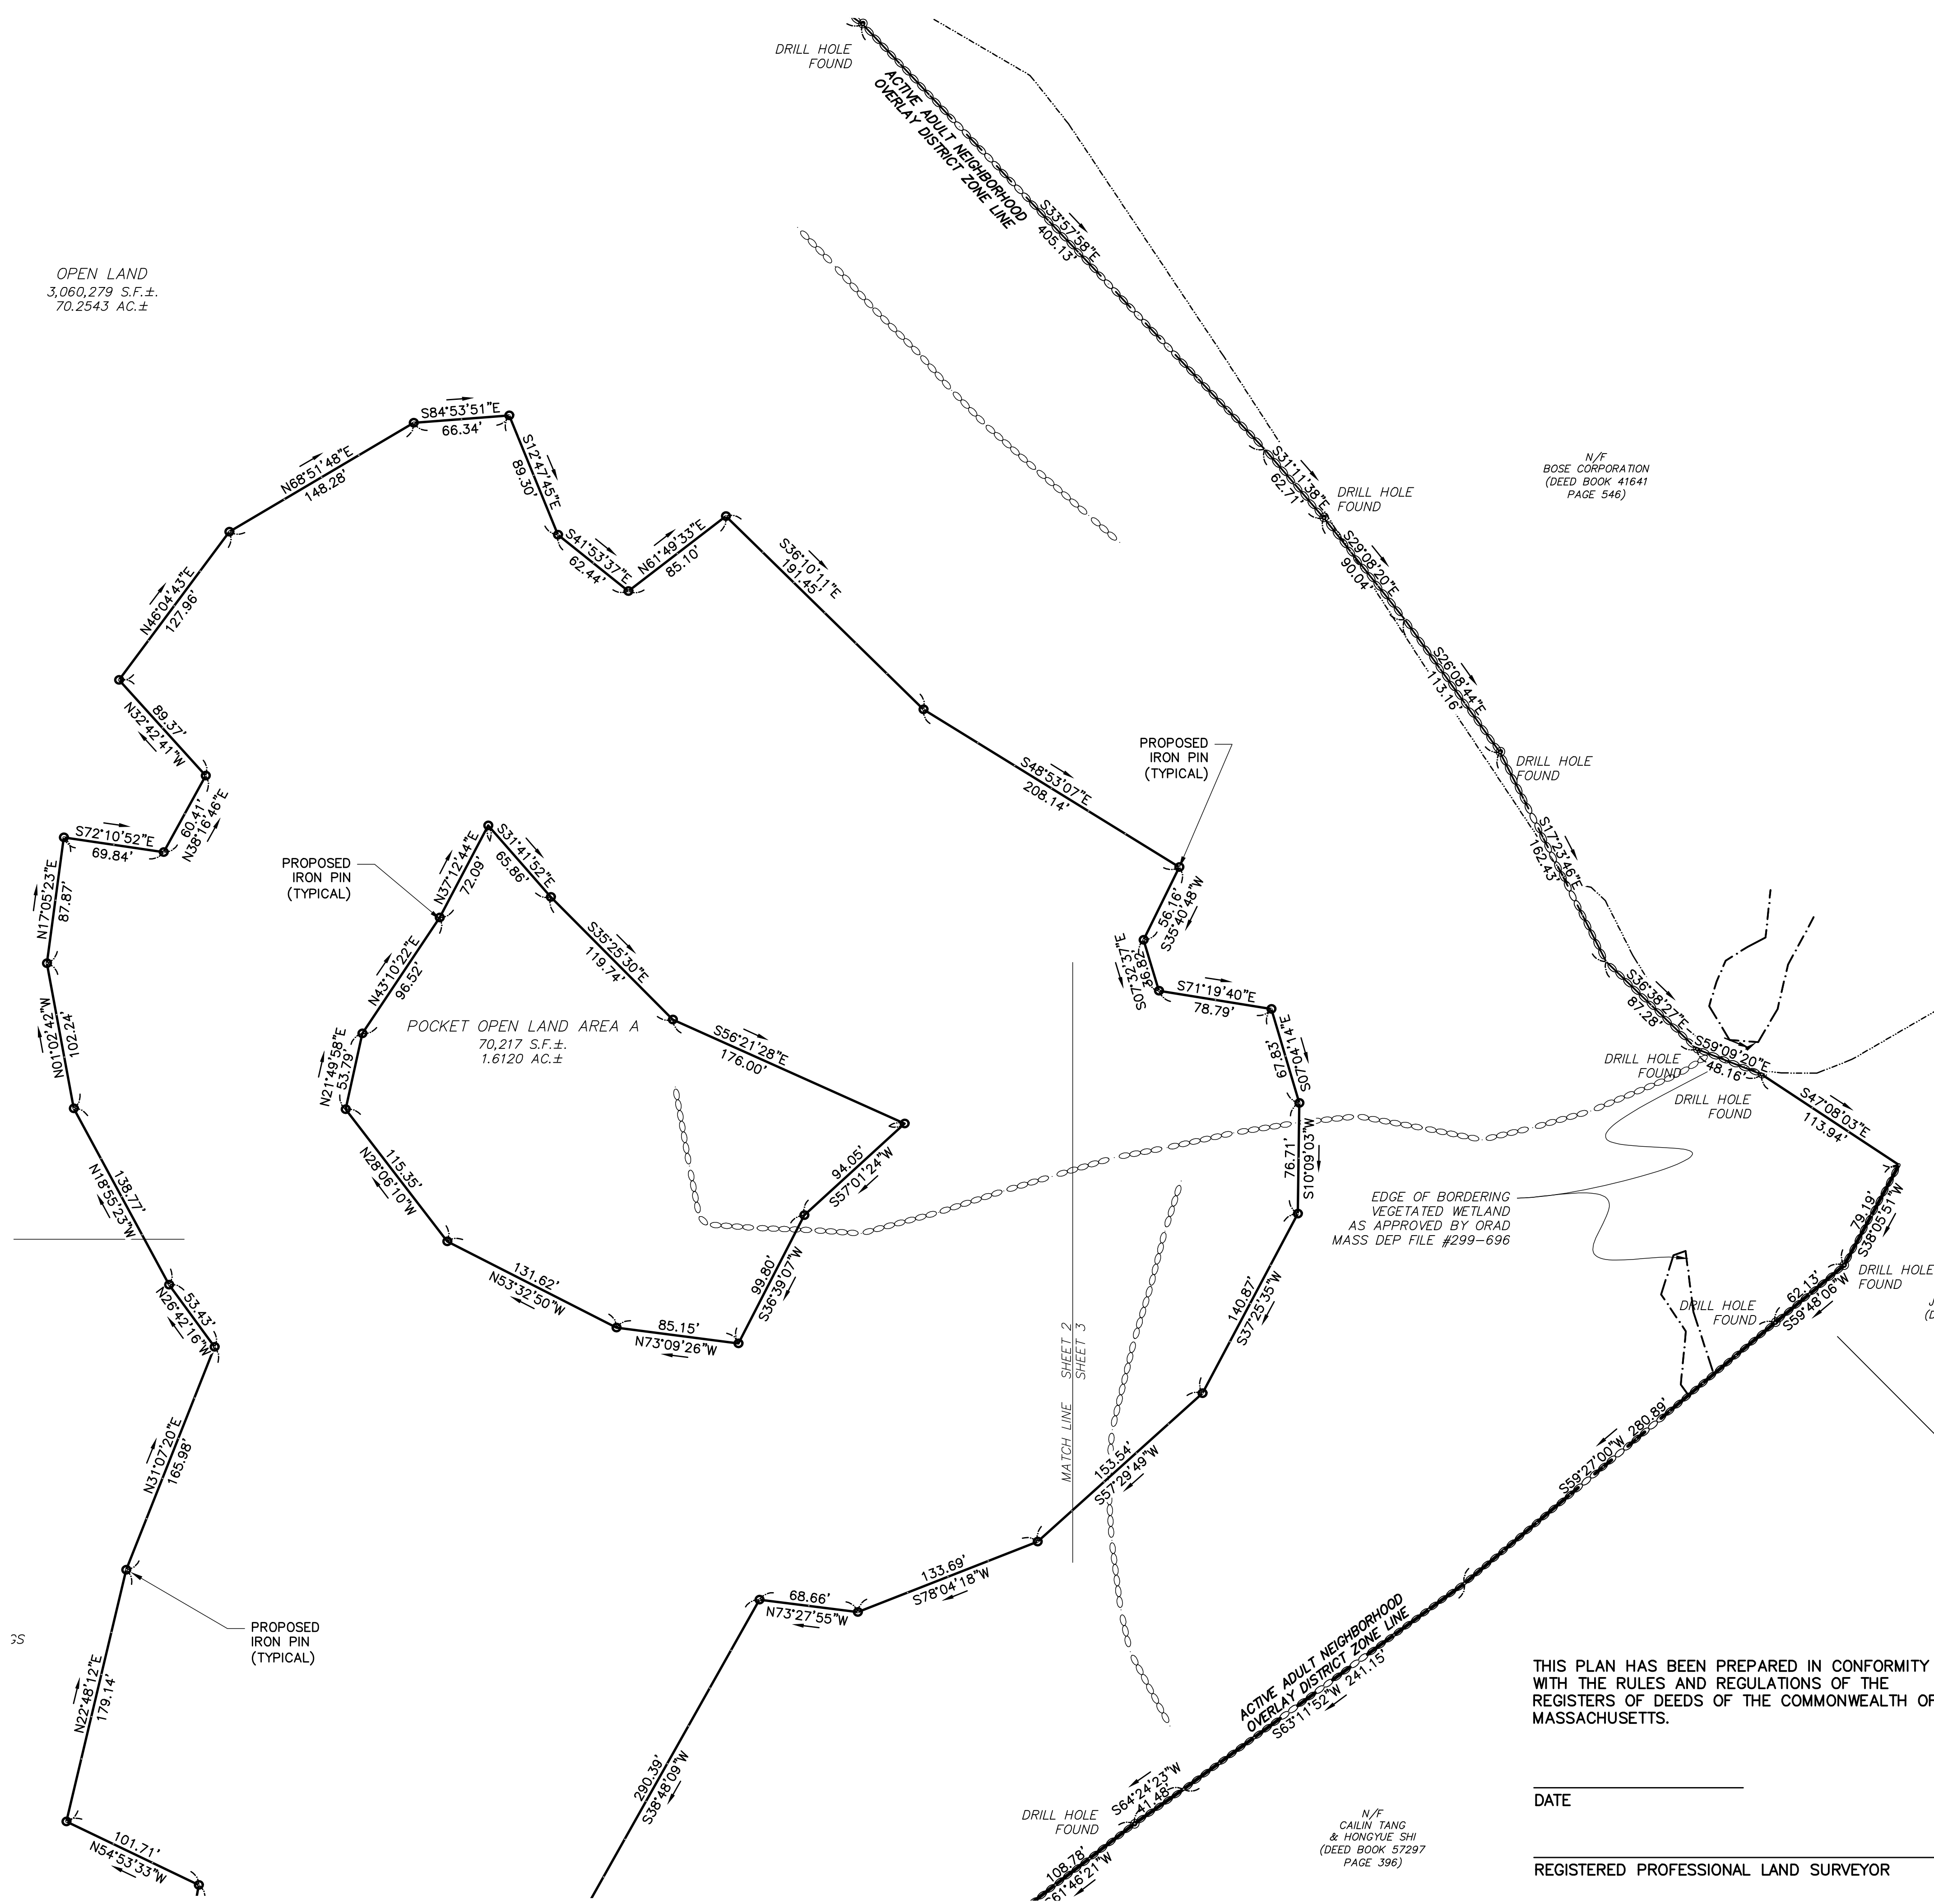 DRILL HOLE
FOUND
ACTIVE ADULT NEIGHBORHOOD
OVERLAY DISTRICT ZONE LINE
S33°57'58"E
405.13'
OPEN LAND
3,060,279 S.F.±.
70.2543 AC.±
S84°53'51"E
66.34'
N68°51'48"E
148.28'
S12°47'45"E
89.30'
S41°53'37"E
62.44'
N61°49'33"E
85.10'
S36°10'11"E
191.45'
S31°11'38"E
62.71'
DRILL HOLE
FOUND
N/F
BOSE CORPORATION
(DEED BOOK 41641
PAGE 546)
S29°08'20"E
90.04'
N46°04'43"E
127.96'
S26°08'44"E
113.16'
89.37'
N32°42'41"W
PROPOSED
IRON PIN
(TYPICAL)
S48°53'07"E
208.14'
DRILL HOLE
FOUND
S72°10'52"E
69.84'
60.41'
N38°16'46"E
S17°23'46"E
162.43'
PROPOSED
IRON PIN
(TYPICAL)
N37°12'44"E
72.09'
S31°41'52"E
65.86'
N17°05'23"E
87.87'
56.16'
S35°40'48"W
S07°32'37"E
36.82'
N43°10'22"E
96.52'
S35°25'30"E
119.74'
S71°19'40"E
78.79'
S36°38'27"E
87.28'
N01°02'42"W
102.24'
POCKET OPEN LAND AREA A
70,217 S.F.±.
1.6120 AC.±
S56°21'28"E
176.00'
S07°04'14"E
67.83'
DRILL HOLE
FOUND
S59°09'20"E
48.16'
N21°49'58"E
53.79'
DRILL HOLE
FOUND
S47°08'03"E
113.94'
115.35'
N28°06'10"W
94.05'
S57°01'24"W
76.71'
S10°09'03"W
138.77'
N18°55'23"W
EDGE OF BORDERING
VEGETATED WETLAND
AS APPROVED BY ORAD
MASS DEP FILE #299-696
79.19'
S38°05'51"W
DRILL HOLE
FOUND
131.62'
N53°32'50"W
99.80'
S36°39'07"W
140.87'
S37°25'35"W
62.13'
S59°48'06"W
DRILL HOLE
FOUND
J
(D
53.43'
N26°42'16"W
85.15'
N73°09'26"W
MATCH LINE
SHEET 2
SHEET 3
N31°07'20"E
165.98'
153.54'
S57°29'49"W
S59°27'00"W 280.89'
133.69'
S78°04'18"W
68.66'
N73°27'55"W
PROPOSED
IRON PIN
(TYPICAL)
GS
ACTIVE ADULT NEIGHBORHOOD
OVERLAY DISTRICT ZONE LINE
S63°11'52"W 241.15'
N22°48'12"E
179.14'
THIS PLAN HAS BEEN PREPARED IN CONFORMITY
WITH THE RULES AND REGULATIONS OF THE
REGISTERS OF DEEDS OF THE COMMONWEALTH OF
MASSACHUSETTS.
290.39'
S38°48'09"W
S64°24'23"W
41.48'
DRILL HOLE
FOUND
DATE
N/F
CAILIN TANG
& HONGYUE SHI
(DEED BOOK 57297
PAGE 396)
101.71'
N54°53'33"W
108.78'
S61°46'21"W
REGISTERED PROFESSIONAL LAND SURVEYOR